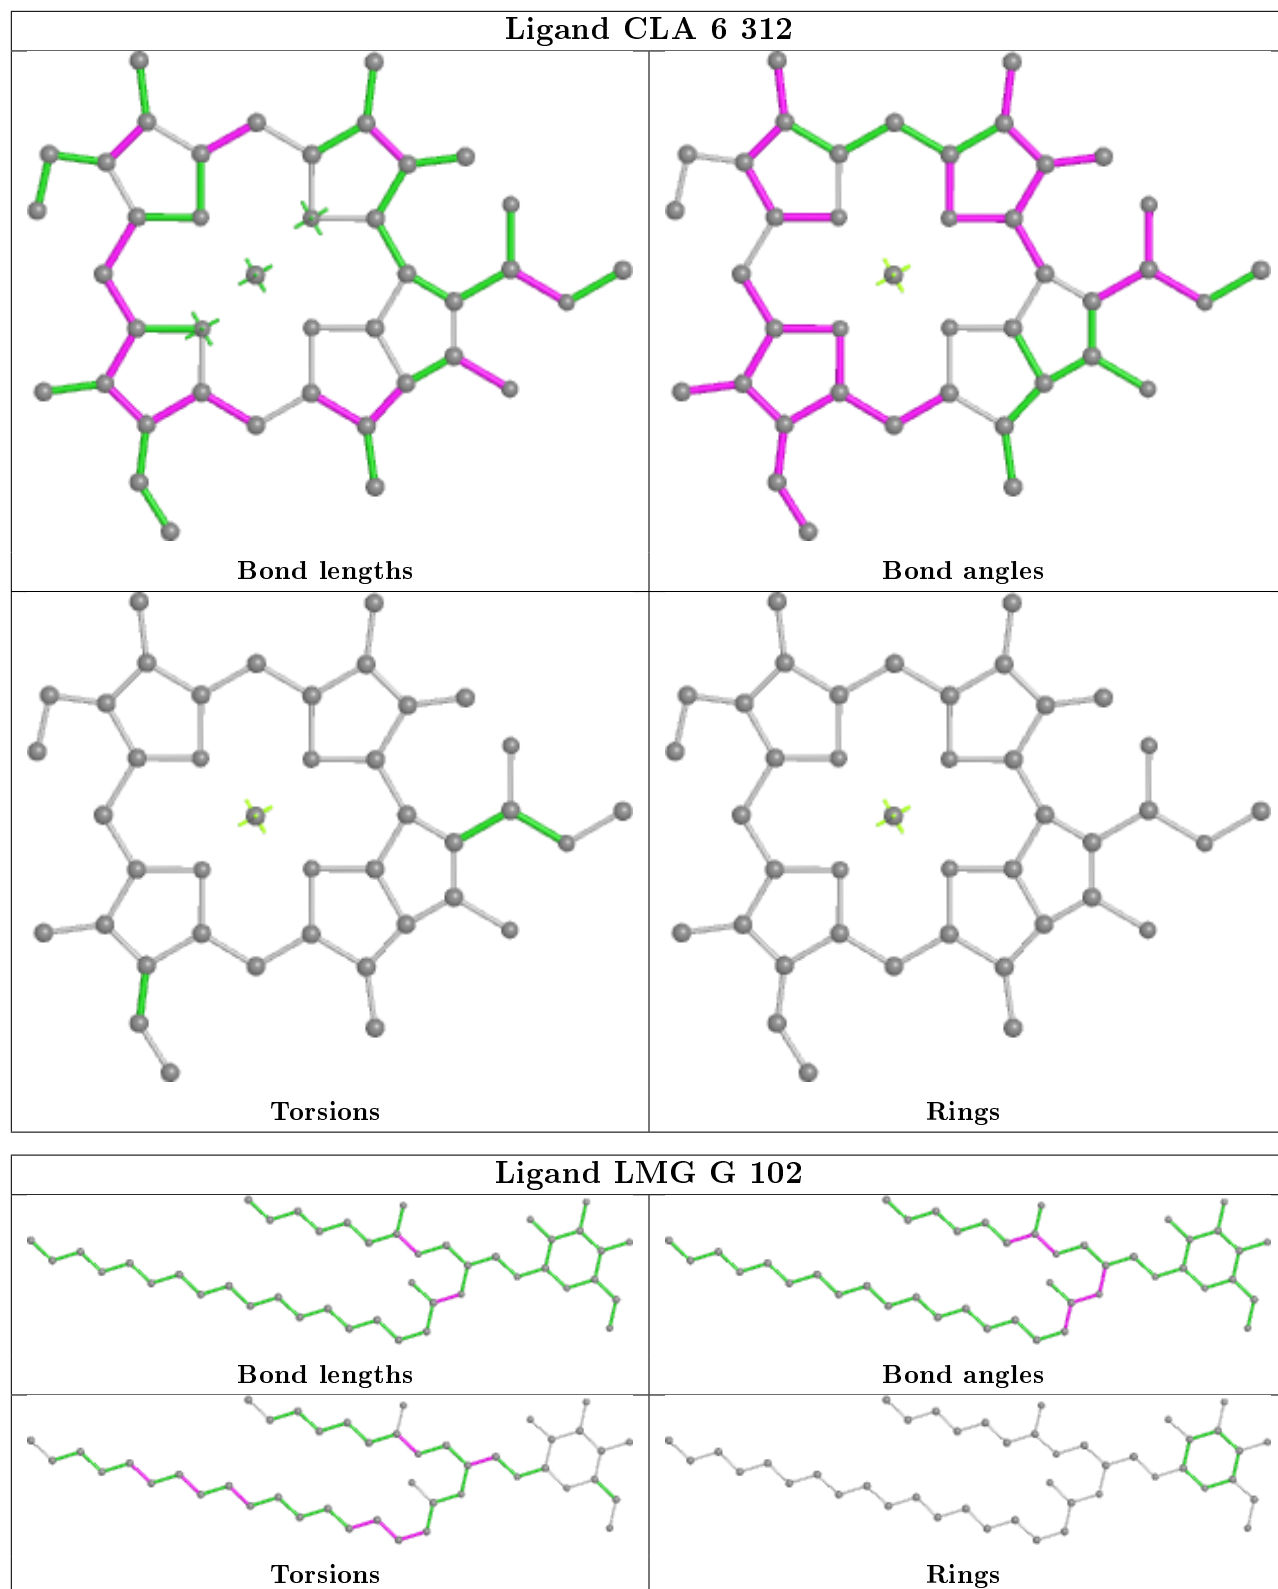 Ligand CLA 6 312
Bond lengths
Bond angles
Torsions
Rings
Ligand LMG G 102
Bond lengths
Bond angles
Torsions
Rings